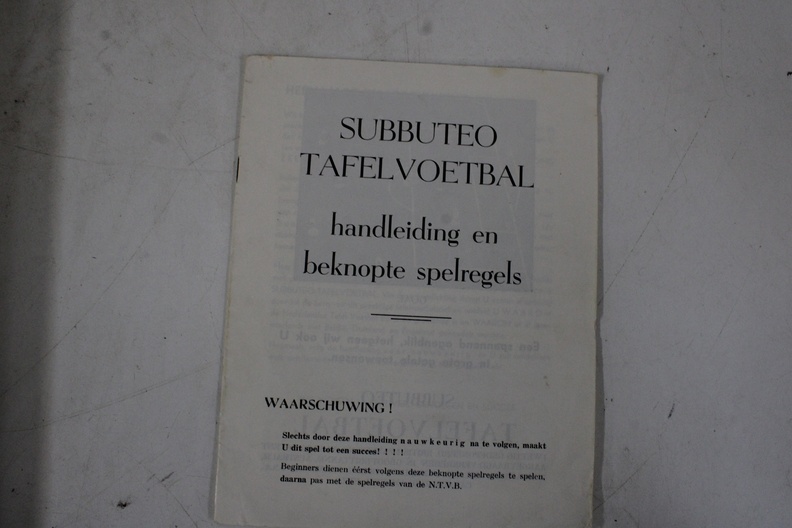 SUBBUTEO
TAFELVOETBAL
handleiding en
beknopte spelregels
WAARSCHUWING !
Slechts door deze handleiding n a u w k e u r i g na te volgen, maakt
U dit spel tot een succes! ! ! !
Beginners dienen éérst volgens deze beknopte spelregels te spelen,
daarna pas met de spelregels van de N.T.V.B.